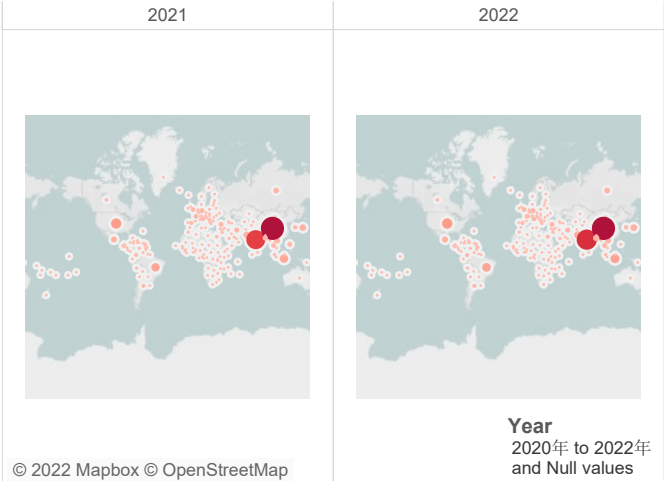 2021
2022
Year
2020年 to 2022年
and Null values
© 2022 Mapbox © OpenStreetMap